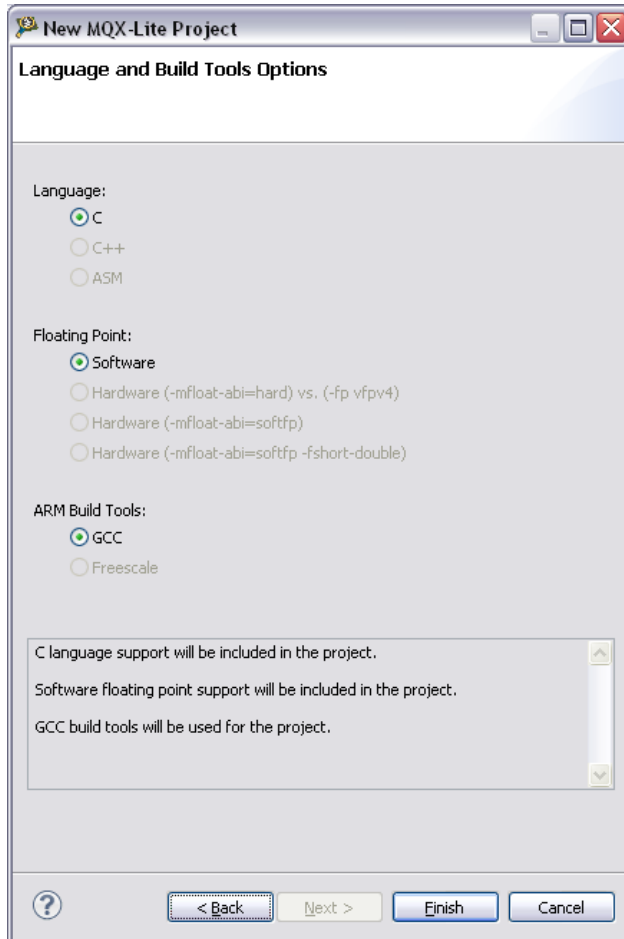 New MQX-Lite Project
Language and Build Tools Options
Language:
C
C++
ASM
Floating Point:
Software
Hardware (-mfloat-abi=hard) vs. (-fp vfpv4)
Hardware (-mfloat-abi=softfp)
Hardware (-mfloat-abi=softfp -fshort-double)
ARM Build Tools:
GCC
Freescale
C language support will be included in the project.
Software floating point support will be included in the project.
GCC build tools will be used for the project.
? < Back Next > Finish Cancel